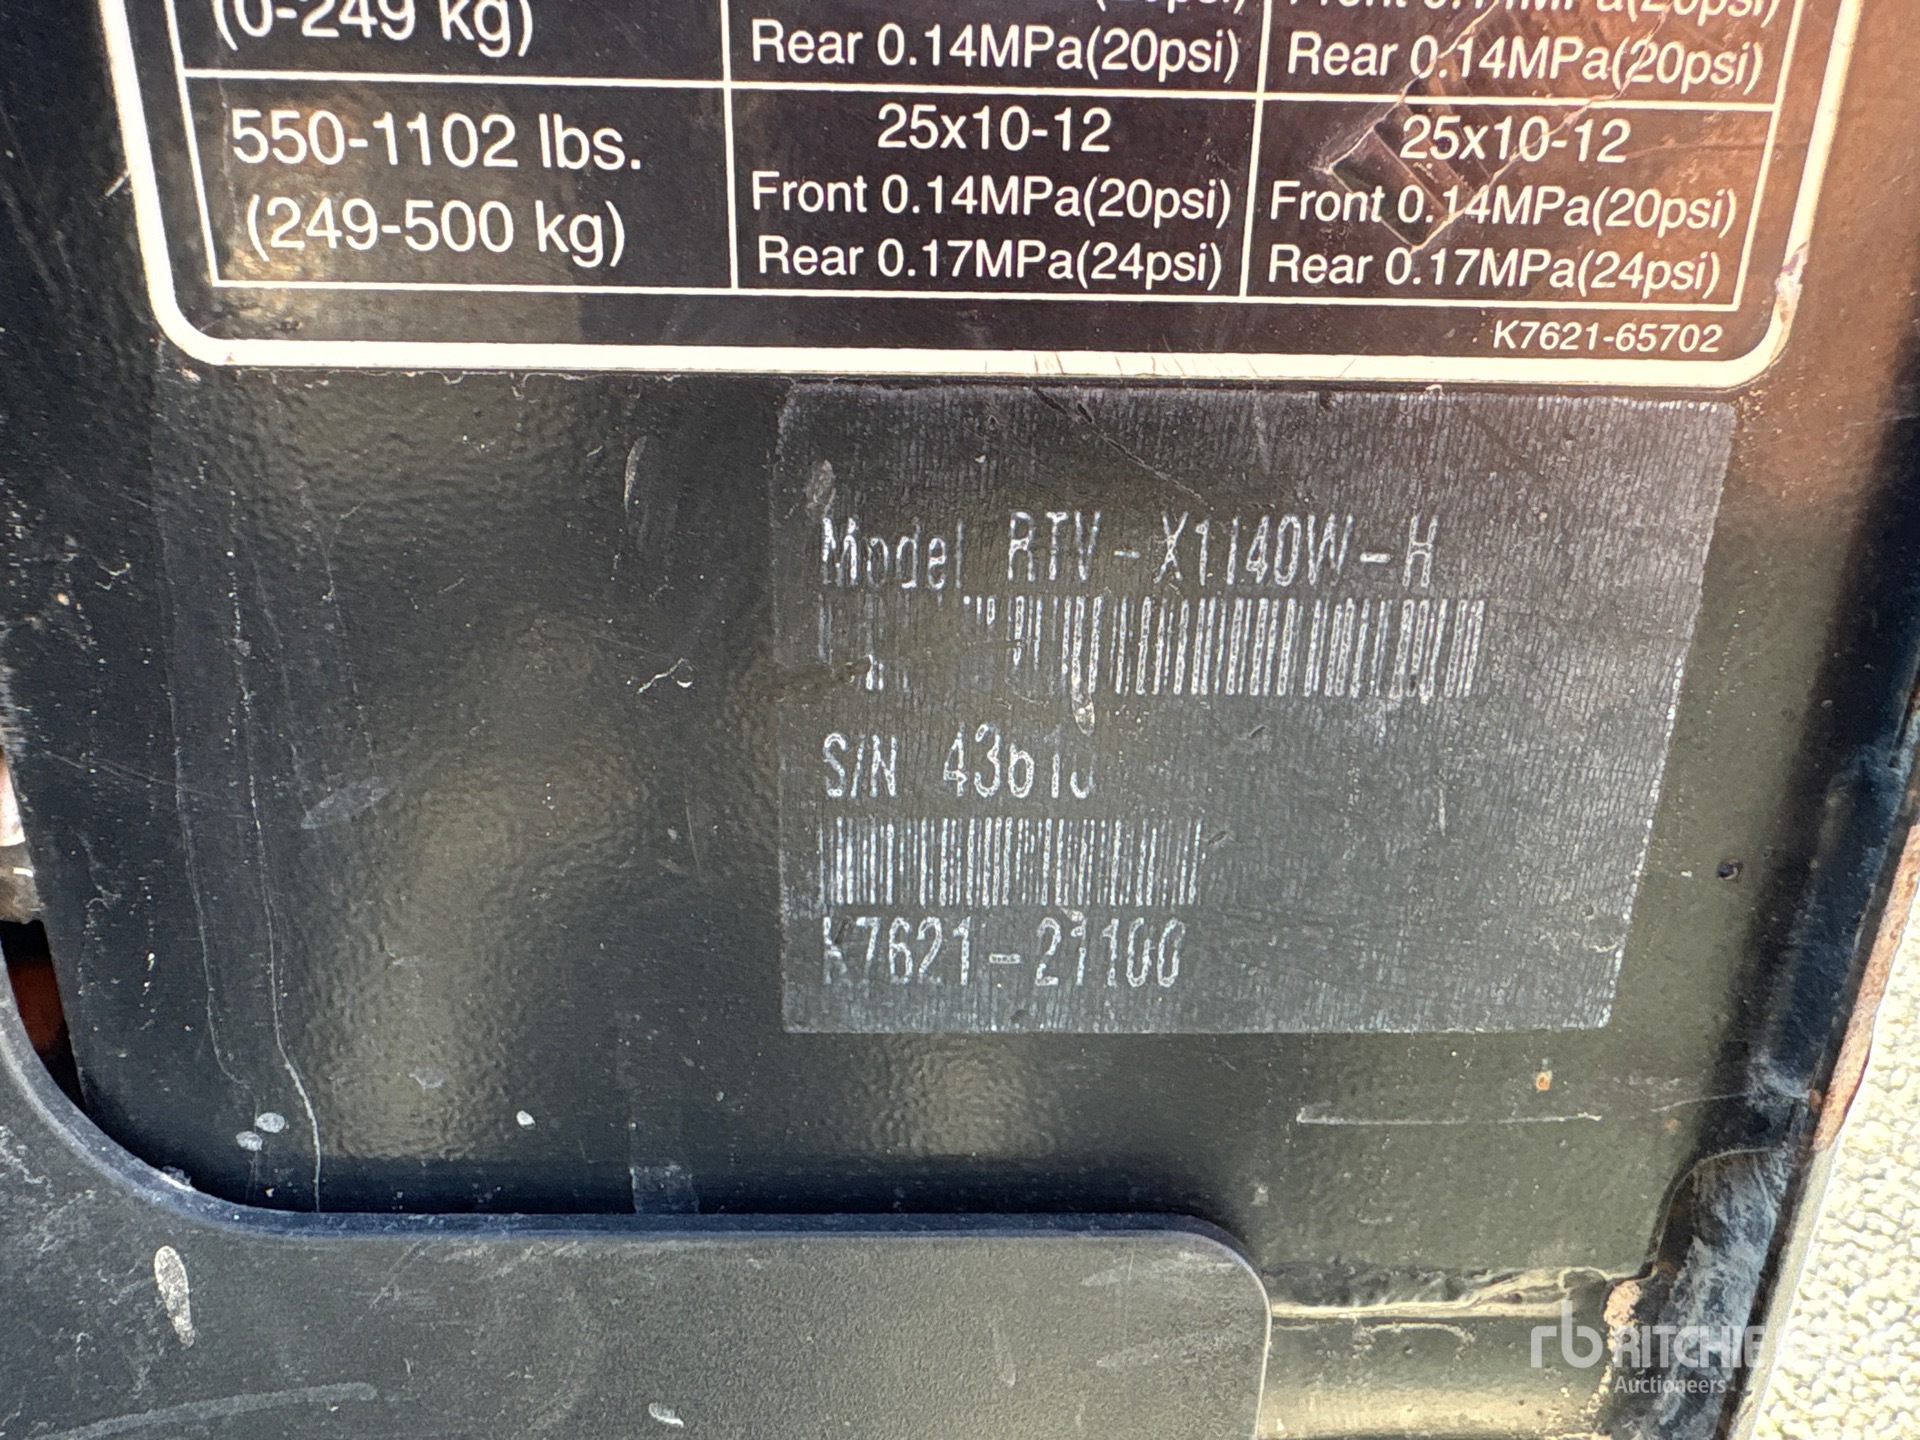 (0-249 kg)
Rear 0.14MPa(20psi)
Rear 0.14MPa(20psi)
550-1102 lbs.
(249-500 kg)
25x10-12
Front 0.14MPa(20psi)
Rear 0.17MPa(24psi)
25x10-12
Front 0.14MPa(20psi)
Rear 0.17MPa(24psi)
K7621-65702
Model RTV-X1140W-H
S/N
K7621-21100
rb RITCHIE
Auctioneers